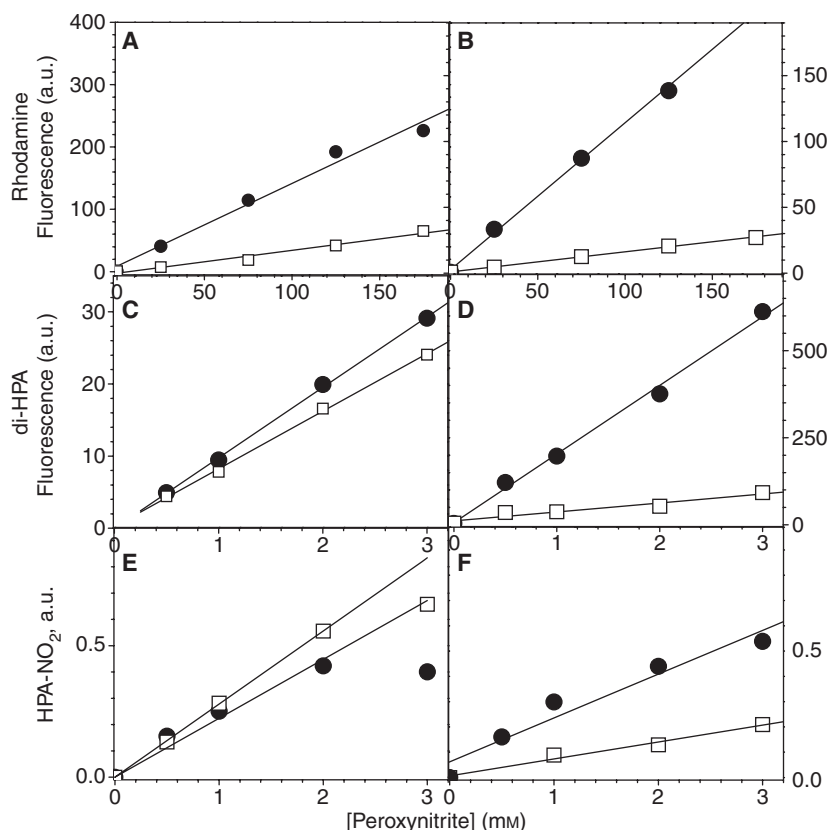 A
B
400
300
200
100
0
Rhodamine
Fluorescence (a.u.)
150
100
50
0
0 50 100 150
0 50 100 150
C
D
30
20
10
0
di-HPA
Fluorescence (a.u.)
500
250
0
0 1 2 3
0 1 2 3
E
F
0.5
0.0
HPA-NO₂, a.u.
0.5
0.0
0 1 2 3
0 1 2 3
[Peroxynitrite] (mM)